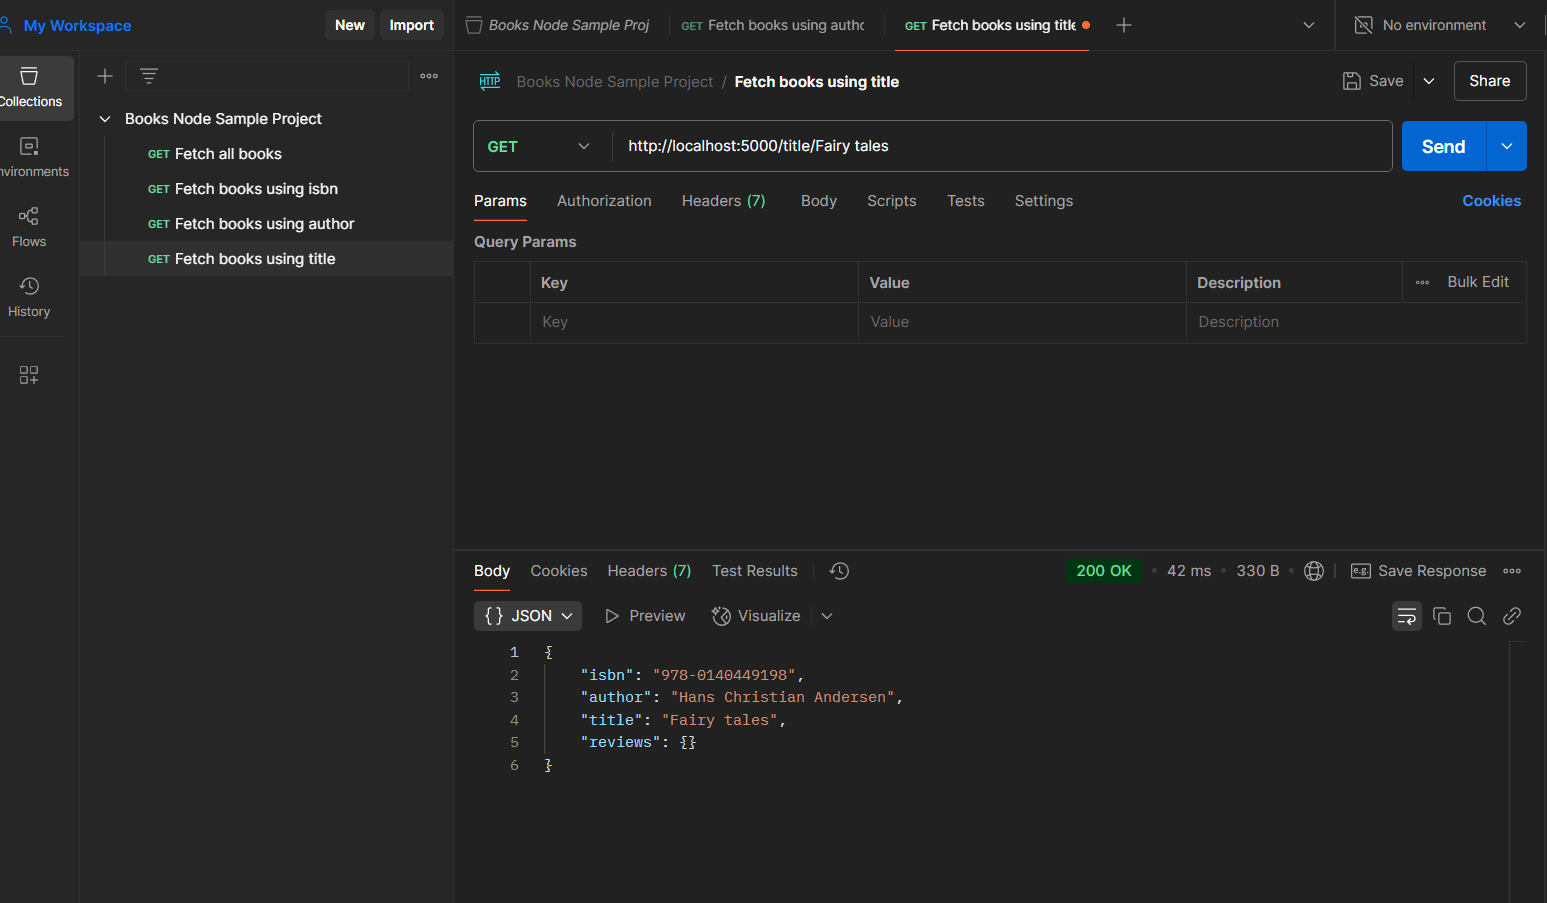 My Workspace
New
Import
Books Node Sample Proj
GET Fetch books using autho
GET Fetch books using title
No environment
Collections
nvironments
Flows
History
Books Node Sample Project
GET Fetch all books
GET Fetch books using isbn
GET Fetch books using author
GET Fetch books using title
HTTP Books Node Sample Project / Fetch books using title
Save
Share
GET http://localhost:5000/title/Fairy tales
Send
Params Authorization Headers (7) Body Scripts Tests Settings
Cookies
Query Params
Key Value Description Bulk Edit
Key Value Description
Body Cookies Headers (7) Test Results
200 OK • 42 ms • 330 B •
e.g. Save Response
{} JSON Preview Visualize
1 {
2 "isbn": "978-0140449198",
3 "author": "Hans Christian Andersen",
4 "title": "Fairy tales",
5 "reviews": {}
6 }